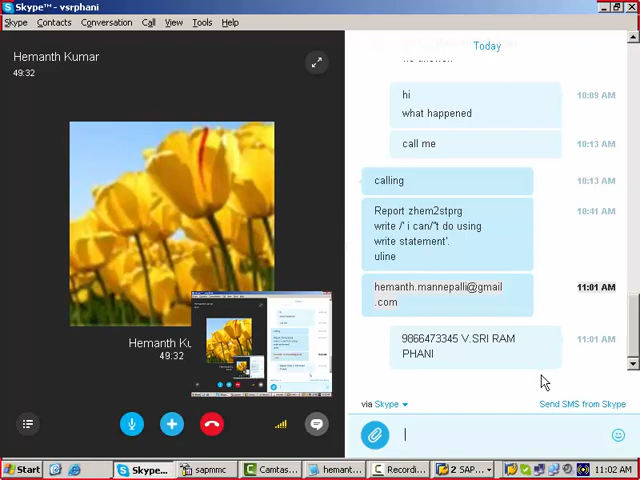 Skype™ - vsrphani
Skype Contacts Conversation Call View Tools Help
Hemanth Kumar
49:32
Today
hi 10:09 AM
what happened
call me 10:13 AM
calling 10:13 AM
Report zhem2stprg 10:41 AM
write /' i can/'t do using
write statement'.
uline
hemanth.mannepalli@gmail 11:01 AM
.com
9866473345 V.SRI RAM 11:01 AM
PHANI
Hemanth Kum
49:32
via Skype
Send SMS from Skype
Start
Skype...
sapmmc
Camtas...
hemant...
Recordi...
2 SAP...
11:02 AM